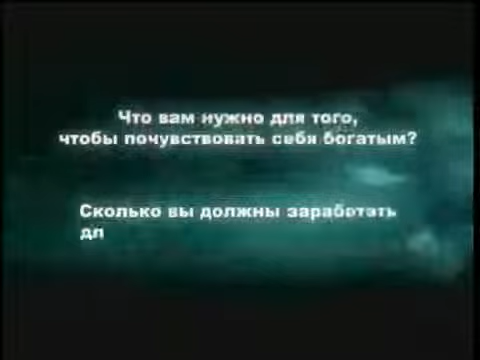 Что вам нужно для того,
чтобы почувствовать себя богатым?
Сколько вы должны заработать
дл